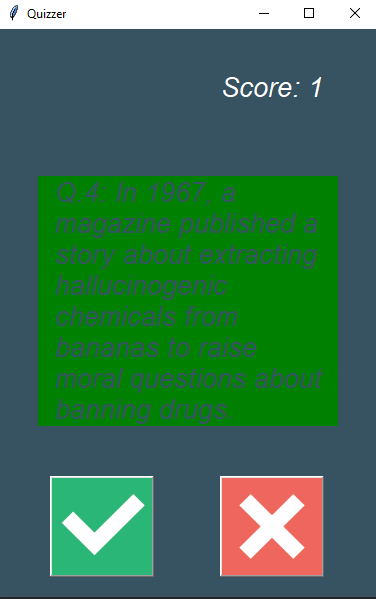 Quizzer
Score: 1
Q.4: In 1967, a
magazine published a
story about extracting
hallucinogenic
chemicals from
bananas to raise
moral questions about
banning drugs.